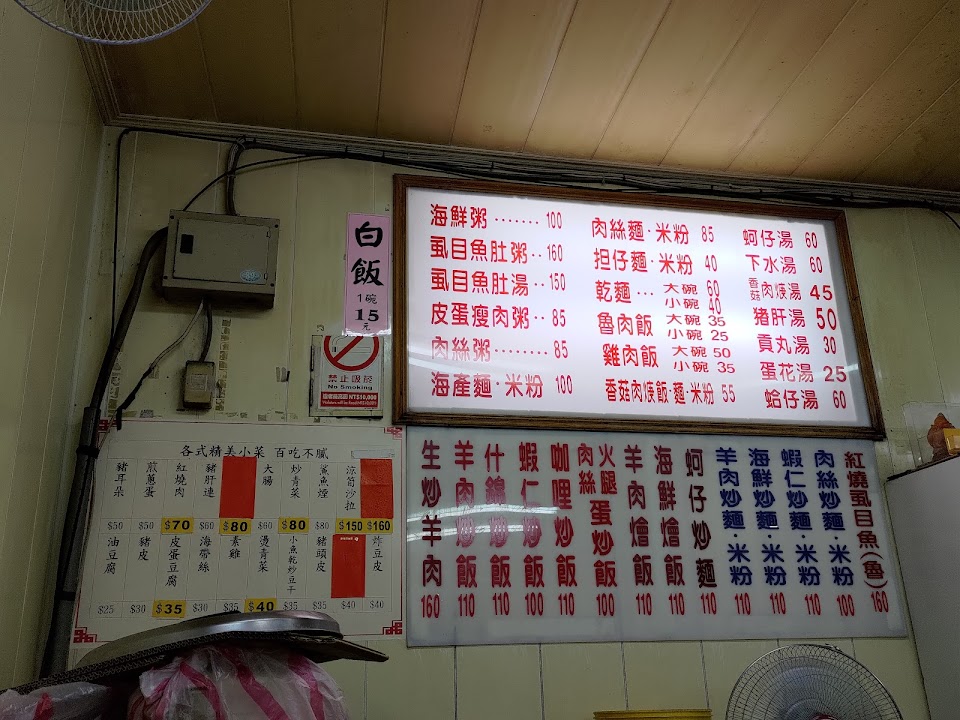 海鮮粥 ....... 100
虱目魚肚粥.. 160
虱目魚肚湯.. 150
皮蛋瘦肉粥.. 85
肉絲粥........ 85
海產麵·米粉 100
肉絲麵·米粉 85
担仔麵·米粉 40
乾麵... 大碗 60
小碗 40
魯肉飯 大碗 35
小碗 25
雞肉飯 大碗 50
小碗 35
香菇肉焿飯·麵·米粉 55
蚵仔湯 60
下水湯 60
香菇肉焿湯 45
豬肝湯 50
貢丸湯 30
蛋花湯 25
蛤仔湯 60
白飯
1碗
15
元
禁止吸菸
No Smoking
違者最高罰NT$10,000
各式精美小菜 百吃不膩
豬耳朵 $50
煎蔥蛋 $50
紅燒肉 $70
豬肝連 $60
$80
大腸 $60
炒青菜 $80
鯊魚煙 $80
涼筍沙拉 $150
$160
油豆腐 $25
豬皮 $30
皮蛋豆腐 $35
海帶絲 $30
素雞 $35
燙青菜 $40
小魚乾炒豆干 $35
豬頭皮 $35
$40
炸豆皮 $40
生炒羊肉 160
羊肉炒飯 110
什錦炒飯 110
蝦仁炒飯 100
咖哩炒飯 110
火腿肉絲蛋炒飯 100
羊肉燴飯 110
海鮮燴飯 110
蚵仔炒麵 110
羊肉炒麵·米粉 110
海鮮炒麵·米粉 110
蝦仁炒麵·米粉 110
肉絲炒麵·米粉 100
紅燒虱目魚(魯) 160